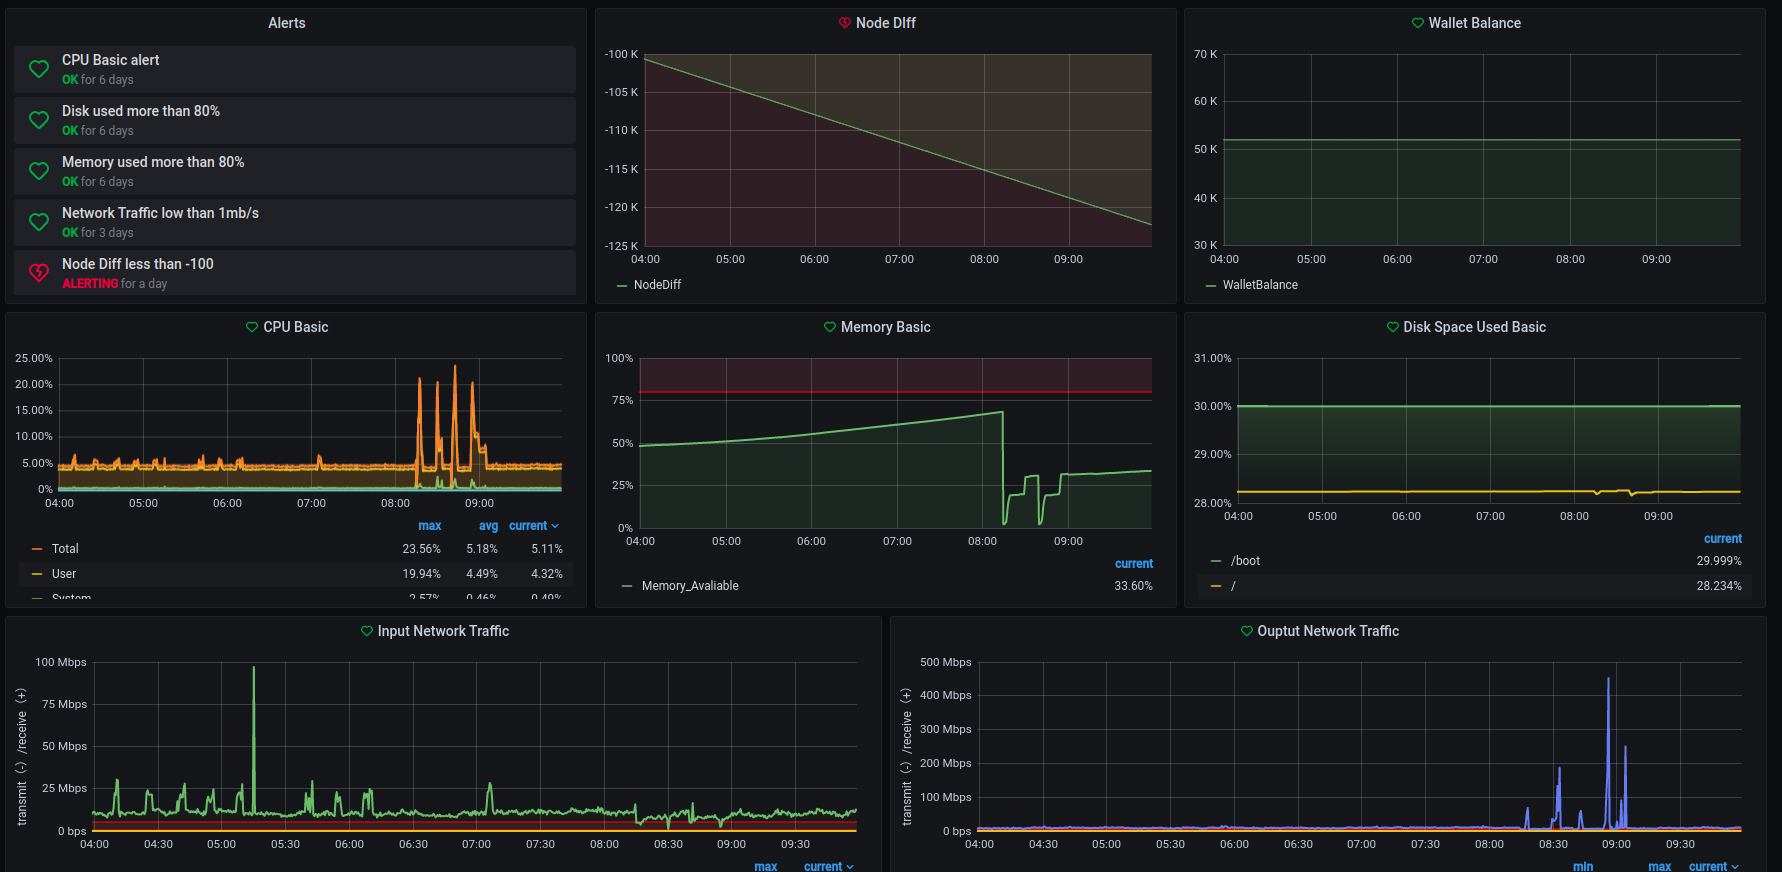 Alerts
CPU Basic alert
OK for 6 days
Disk used more than 80%
OK for 6 days
Memory used more than 80%
OK for 6 days
Network Traffic low than 1mb/s
OK for 3 days
Node Diff less than -100
ALERTING for a day
Node DIff
-100 K
-105 K
-110 K
-115 K
-120 K
-125 K
04:00 05:00 06:00 07:00 08:00 09:00
NodeDiff
Wallet Balance
70 K
60 K
50 K
40 K
30 K
04:00 05:00 06:00 07:00 08:00 09:00
WalletBalance
CPU Basic
25.00%
20.00%
15.00%
10.00%
5.00%
0%
04:00 05:00 06:00 07:00 08:00 09:00
max avg current
Total 23.56% 5.18% 5.11%
User 19.94% 4.49% 4.32%
System 2.57% 0.46% 0.49%
Memory Basic
100%
75%
50%
25%
0%
04:00 05:00 06:00 07:00 08:00 09:00
current
Memory_Avaliable 33.60%
Disk Space Used Basic
31.00%
30.00%
29.00%
28.00%
04:00 05:00 06:00 07:00 08:00 09:00
current
/boot 29.999%
/ 28.234%
Input Network Traffic
transmit (-) /receive (+)
100 Mbps
75 Mbps
50 Mbps
25 Mbps
0 bps
04:00 04:30 05:00 05:30 06:00 06:30 07:00 07:30 08:00 08:30 09:00 09:30
max current
Ouptut Network Traffic
transmit (-) /receive (+)
500 Mbps
400 Mbps
300 Mbps
200 Mbps
100 Mbps
0 bps
04:00 04:30 05:00 05:30 06:00 06:30 07:00 07:30 08:00 08:30 09:00 09:30
min max current